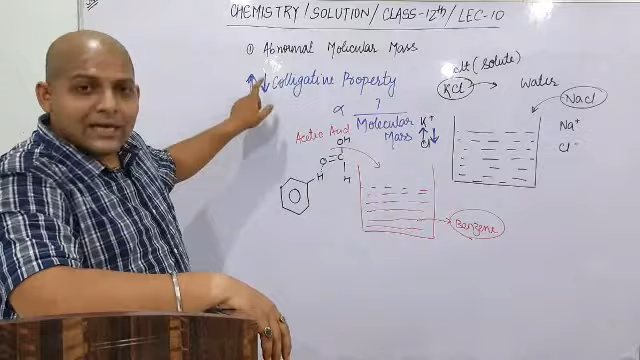 CHEMISTRY / SOLUTION / CLASS-12th / LEC-10
① Abnormal Molecular Mass
↑↓ Colligative Property
∝ 1
Molecular Mass
K+
Cl-
salt (Solute)
KCl
Water
NaCl
Na+
Cl-
Acetic Acid
OH
O=C
H
H
Benzene